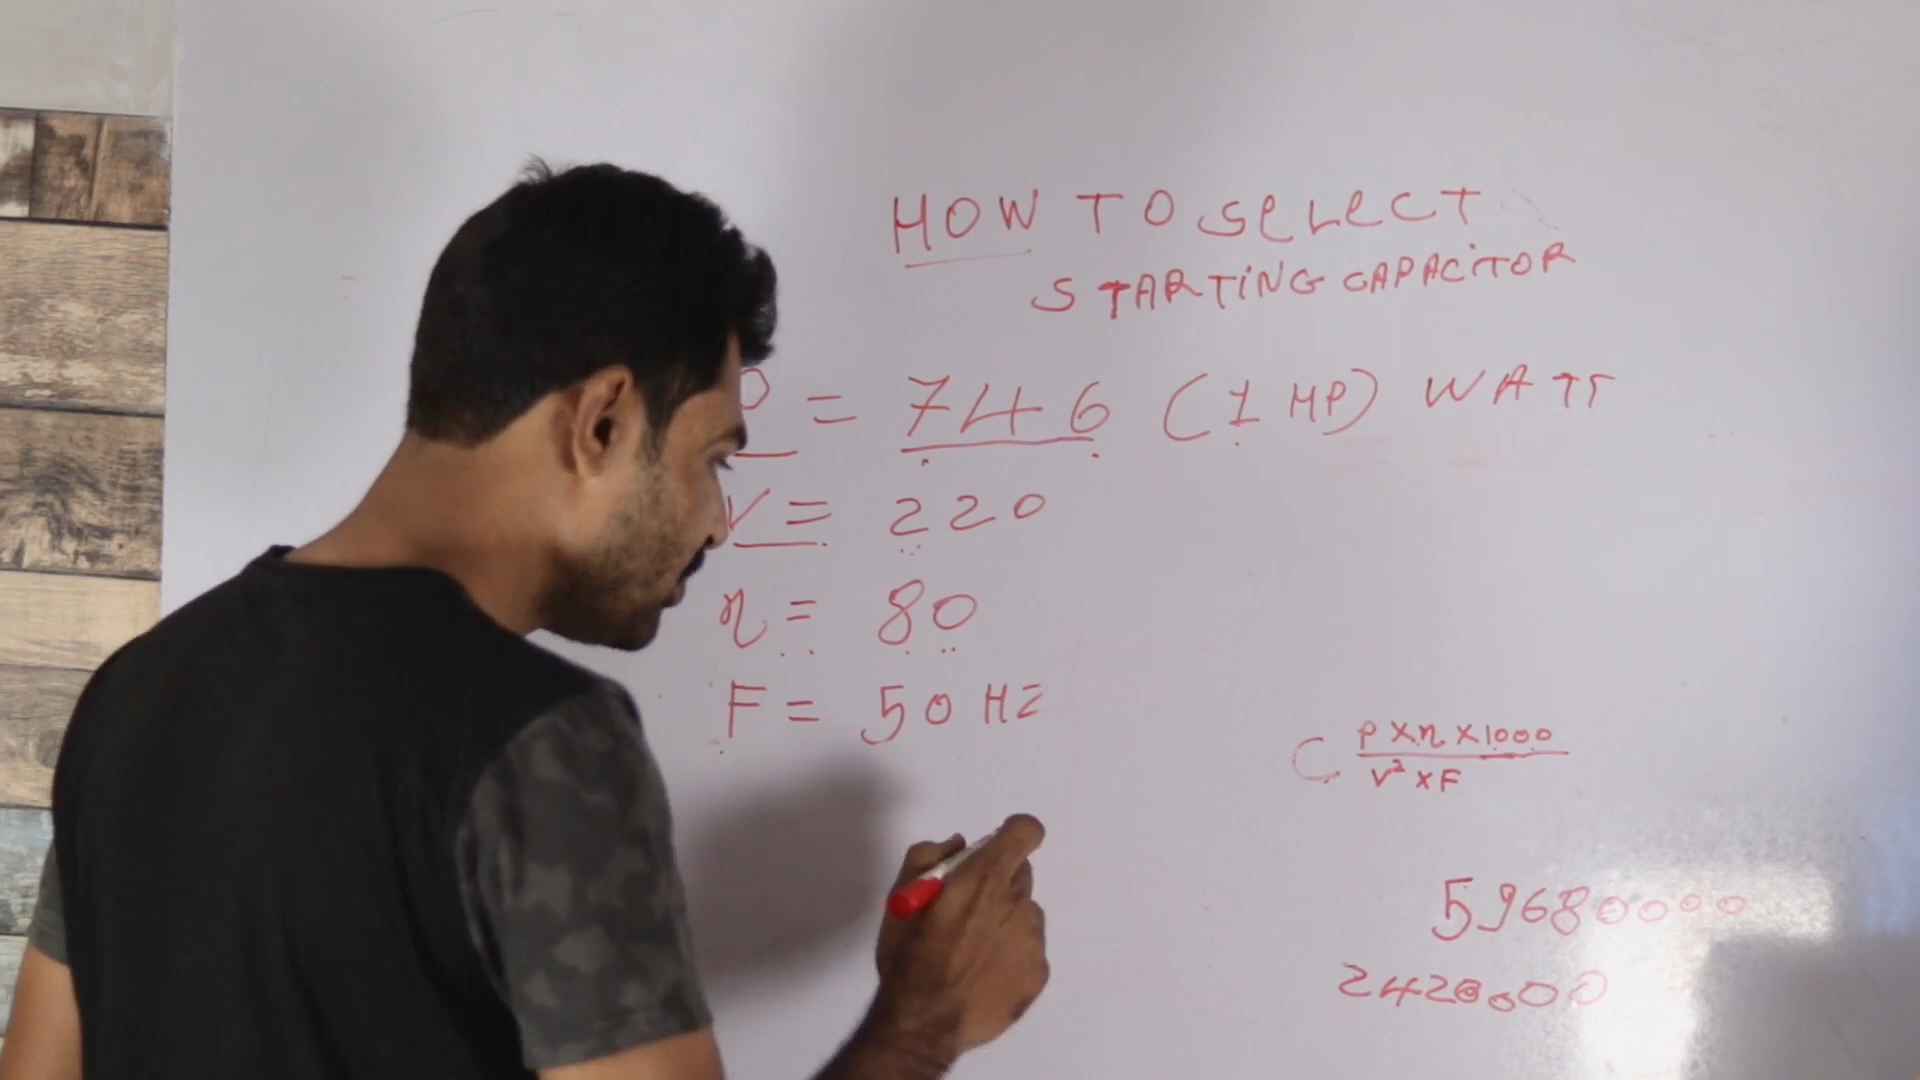 HOW TO SeLeCT
STARTiNG CAPACiTOR
P = 746 (1 HP) WATT
V = 220
η = 80
F = 50 HZ
C P X η X 1000
V² X F
59680000
2420000